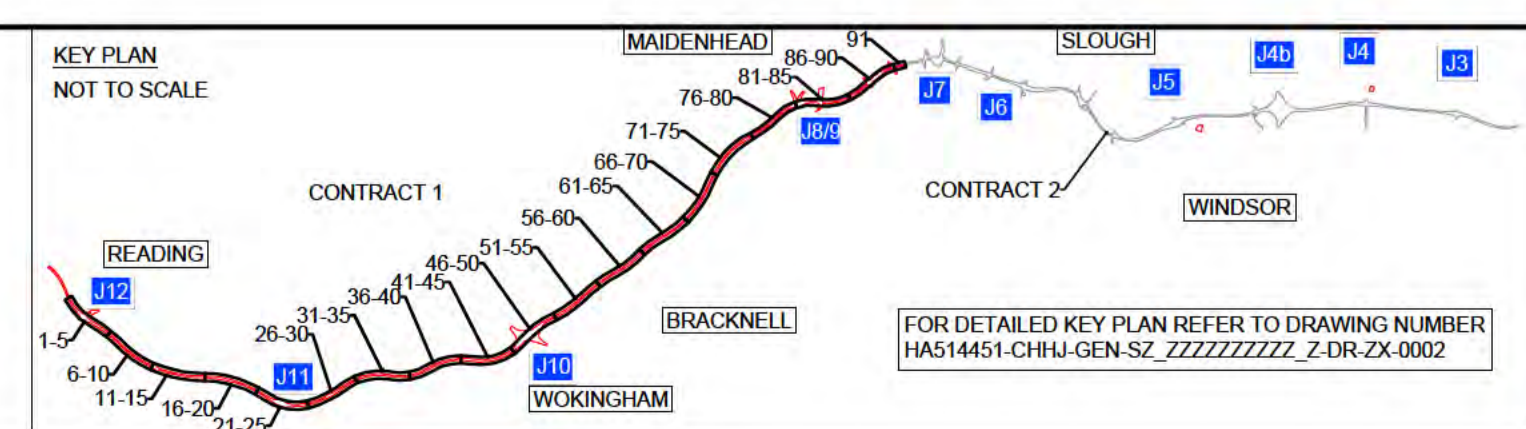 KEY PLAN
NOT TO SCALE
MAIDENHEAD
91
SLOUGH
86-90
J4b
J4
J3
81-85
J7
J5
J6
76-80
J8/9
71-75
66-70
CONTRACT 1
61-65
CONTRACT 2
WINDSOR
56-60
READING
51-55
46-50
J12
41-45
36-40
31-35
BRACKNELL
FOR DETAILED KEY PLAN REFER TO DRAWING NUMBER
HA514451-CHHJ-GEN-SZ_ZZZZZZZZZZ_Z-DR-ZX-0002
26-30
1-5
6-10
J11
J10
11-15
WOKINGHAM
16-20
21-25